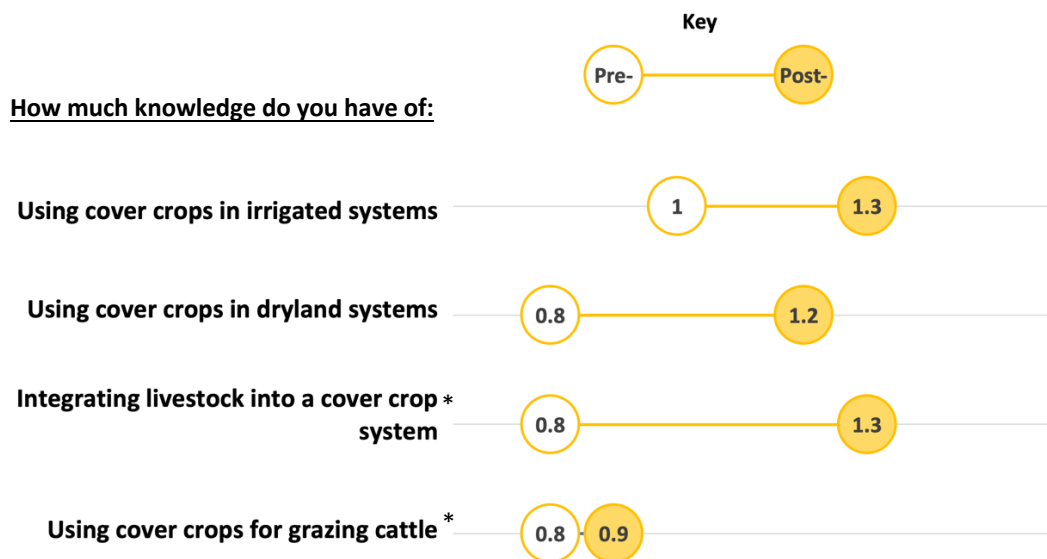 Key
Pre- Post-
How much knowledge do you have of:
Using cover crops in irrigated systems 1 1.3
Using cover crops in dryland systems 0.8 1.2
Integrating livestock into a cover crop *
system 0.8 1.3
Using cover crops for grazing cattle * 0.8 0.9